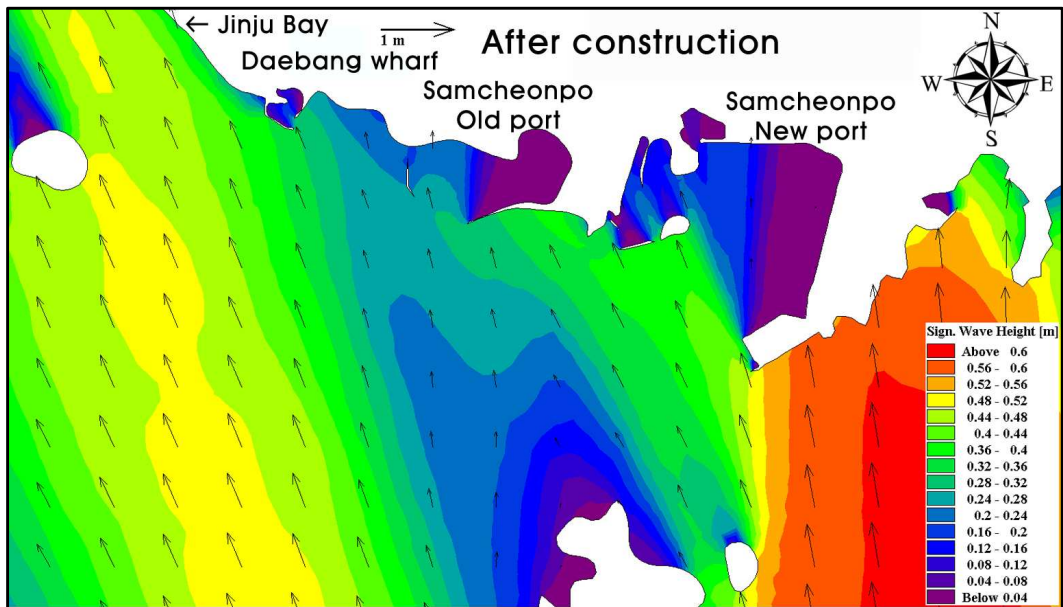 ← Jinju Bay
1 m
After construction
Daebang wharf
Samcheonpo
Old port
Samcheonpo
New port
N
W E
S
Sign. Wave Height [m]
Above 0.6
0.56 - 0.6
0.52 - 0.56
0.48 - 0.52
0.44 - 0.48
0.4 - 0.44
0.36 - 0.4
0.32 - 0.36
0.28 - 0.32
0.24 - 0.28
0.2 - 0.24
0.16 - 0.2
0.12 - 0.16
0.08 - 0.12
0.04 - 0.08
Below 0.04